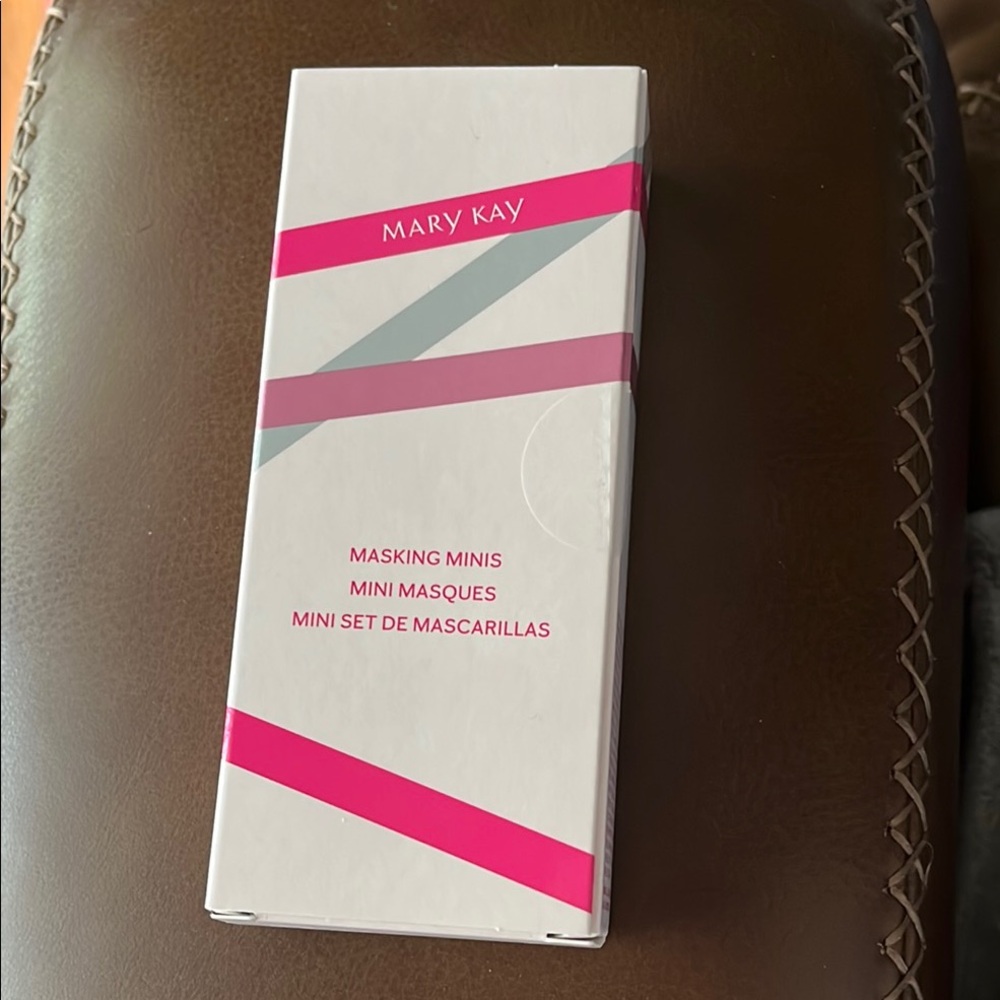 MARY KAY
MASKING MINIS
MINI MASQUES
MINI SET DE MASCARILLAS